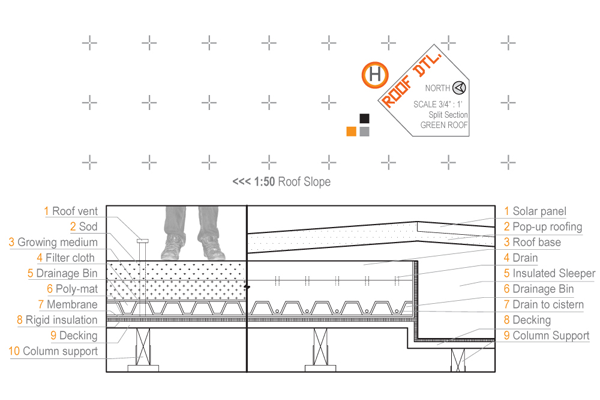 H
ROOF DTL.
NORTH
SCALE 3/4" : 1'
Split Section
GREEN ROOF
<<< 1:50 Roof Slope
1 Roof vent
2 Sod
3 Growing medium
4 Filter cloth
5 Drainage Bin
6 Poly-mat
7 Membrane
8 Rigid insulation
9 Decking
10 Column support
1 Solar panel
2 Pop-up roofing
3 Roof base
4 Drain
5 Insulated Sleeper
6 Drainage Bin
7 Drain to cistern
8 Decking
9 Column Support